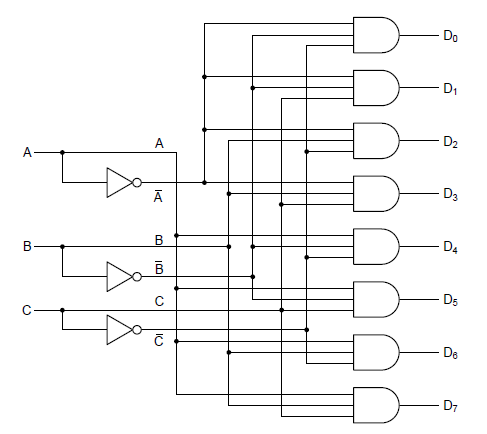 D₀
D₁
D₂
A A
A̅
D₃
B B
D₄
B̅
C C
D₅
C̅
D₆
D₇